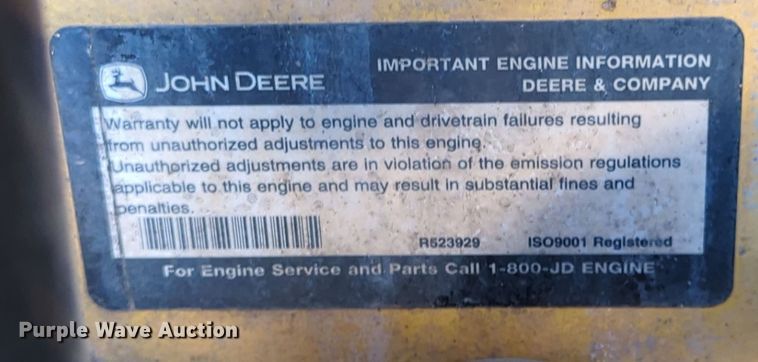 JOHN DEERE
IMPORTANT ENGINE INFORMATION
DEERE & COMPANY
Warranty will not apply to engine and drivetrain failures resulting
from unauthorized adjustments to this engine.
Unauthorized adjustments are in violation of the emission regulations
applicable to this engine and may result in substantial fines and
penalties.
R523929 ISO9001 Registered
For Engine Service and Parts Call 1-800-JD ENGINE
Purple Wave Auction